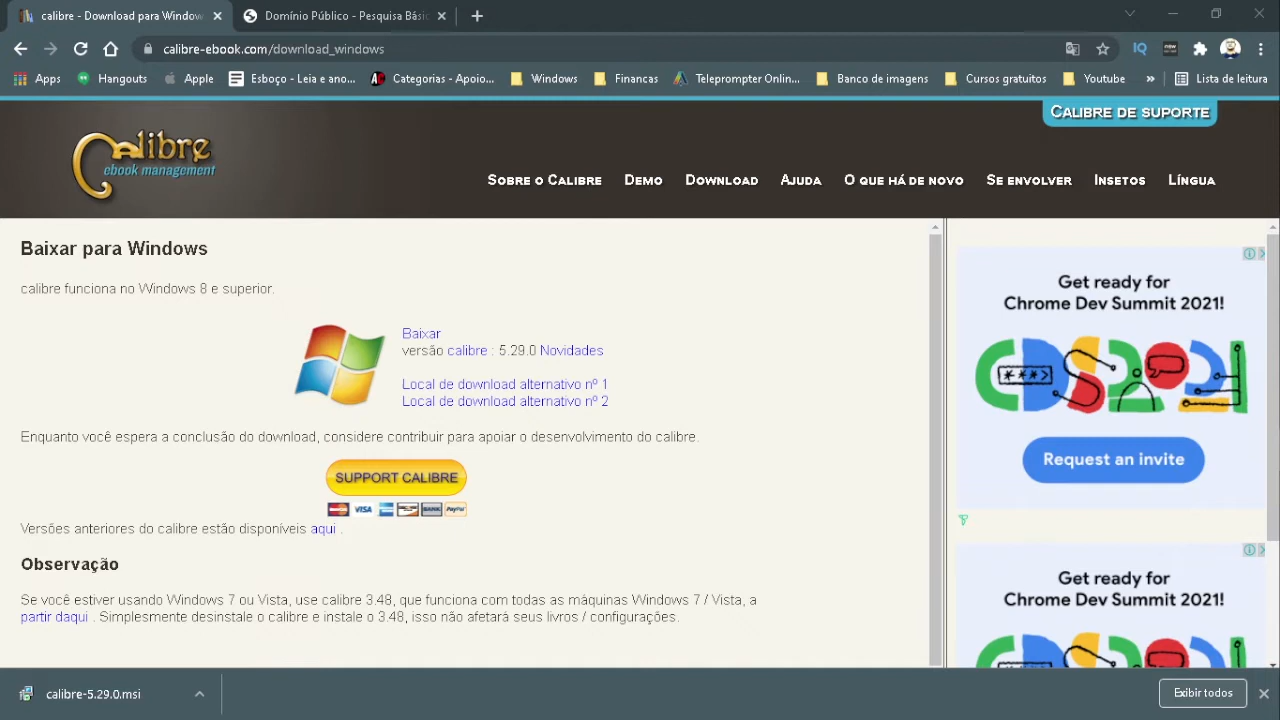 calibre - Download para Window
Domínio Público - Pesquisa Bási
calibre-ebook.com/download_windows
Apps
Hangouts
Apple
Esboço - Leia e ano...
Categorias - Apoio...
Windows
Financas
Teleprompter Onlin...
Banco de imagens
Cursos gratuitos
Youtube
»
Lista de leitura
Calibre de suporte
Calibre
ebook management
Sobre o Calibre
Demo
Download
Ajuda
O que há de novo
Se envolver
Insetos
Língua
Baixar para Windows
calibre funciona no Windows 8 e superior.
Baixar
versão calibre : 5.29.0 Novidades
Local de download alternativo nº 1
Local de download alternativo nº 2
Enquanto você espera a conclusão do download, considere contribuir para apoiar o desenvolvimento do calibre.
SUPPORT CALIBRE
VISA
BANK
PayPal
Versões anteriores do calibre estão disponíveis aqui .
Observação
Se você estiver usando Windows 7 ou Vista, use calibre 3.48, que funciona com todas as máquinas Windows 7 / Vista, a
partir daqui . Simplesmente desinstale o calibre e instale o 3.48, isso não afetará seus livros / configurações.
Get ready for
Chrome Dev Summit 2021!
Request an invite
Get ready for
Chrome Dev Summit 2021!
calibre-5.29.0.msi
Exibir todos